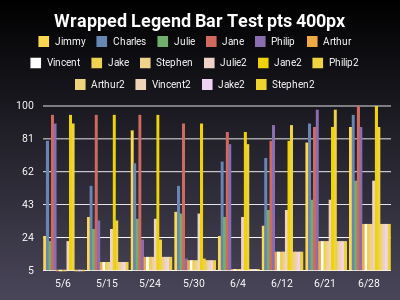 Wrapped Legend Bar Test pts 400px
Jimmy Charles Julie Jane Philip Arthur
Vincent Jake Stephen Julie2 Jane2 Philip2
Arthur2 Vincent2 Jake2 Stephen2
100
81
62
43
24
5
5/6 5/15 5/24 5/30 6/4 6/12 6/21 6/28